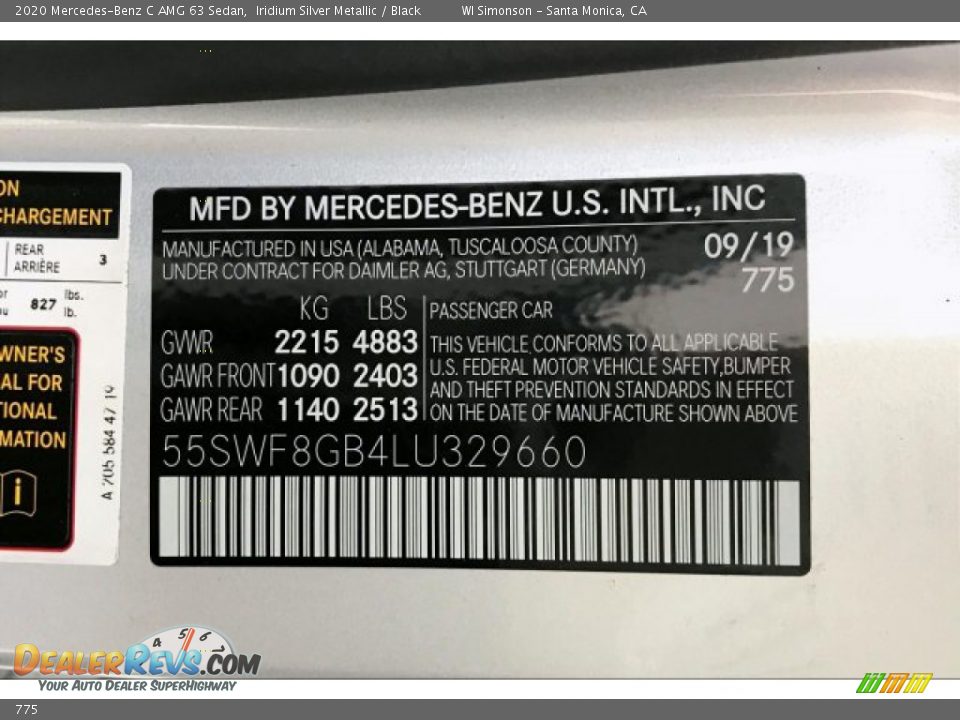 2020 Mercedes-Benz C AMG 63 Sedan, Iridium Silver Metallic / Black WI Simonson - Santa Monica, CA
ON
CHARGEMENT
REAR
ARRIÈRE 3
or 827 lbs.
lb.
WNER'S
AL FOR
TIONAL
MATION
i
A 205 584 47 19
MFD BY MERCEDES-BENZ U.S. INTL., INC
MANUFACTURED IN USA (ALABAMA, TUSCALOOSA COUNTY) 09/19
UNDER CONTRACT FOR DAIMLER AG, STUTTGART (GERMANY) 775
KG LBS
GVWR 2215 4883
GAWR FRONT 1090 2403
GAWR REAR 1140 2513
PASSENGER CAR
THIS VEHICLE CONFORMS TO ALL APPLICABLE
U.S. FEDERAL MOTOR VEHICLE SAFETY, BUMPER
AND THEFT PREVENTION STANDARDS IN EFFECT
ON THE DATE OF MANUFACTURE SHOWN ABOVE
55SWF8GB4LU329660
4 5 6 7
DEALERREVS.COM
YOUR AUTO DEALER SUPERHIGHWAY
775